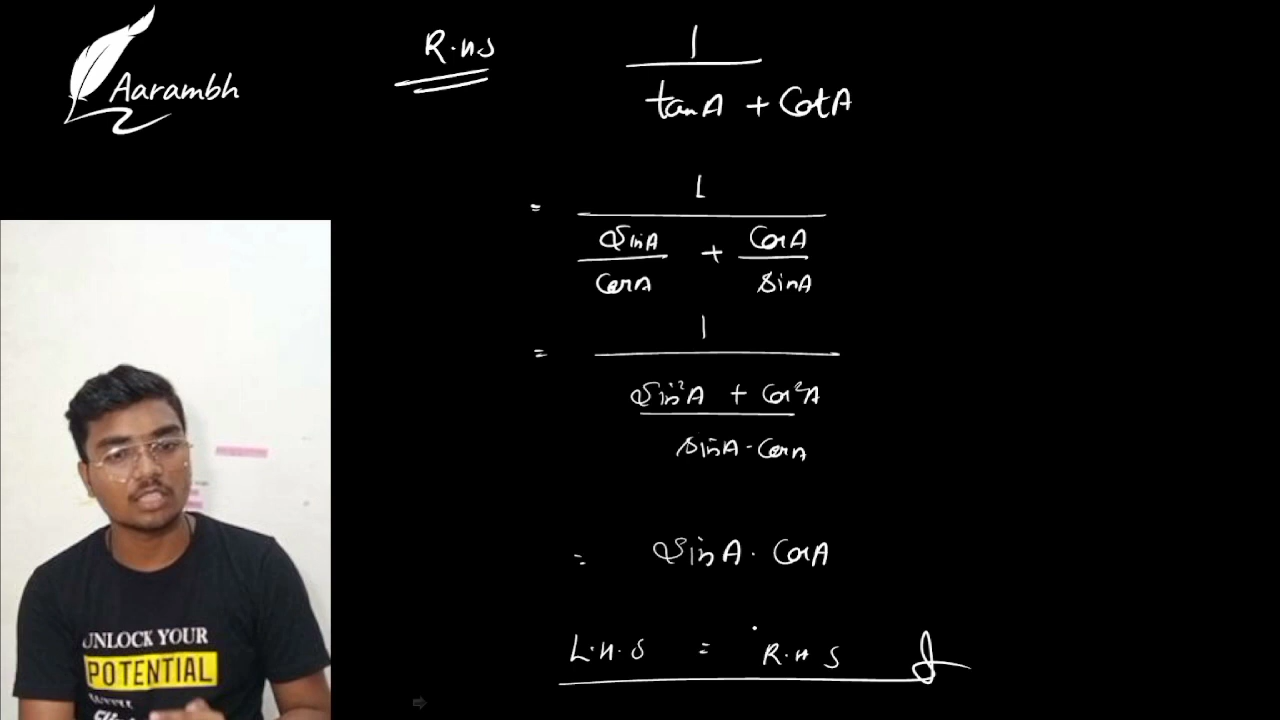 Aarambh
R.H.S
1
tanA + CotA
= 1
SinA + CosA
CosA SinA
= 1
Sin²A + Cos²A
SinA · CosA
= SinA · CosA
L.H.S = R.H.S
UNLOCK YOUR
POTENTIAL